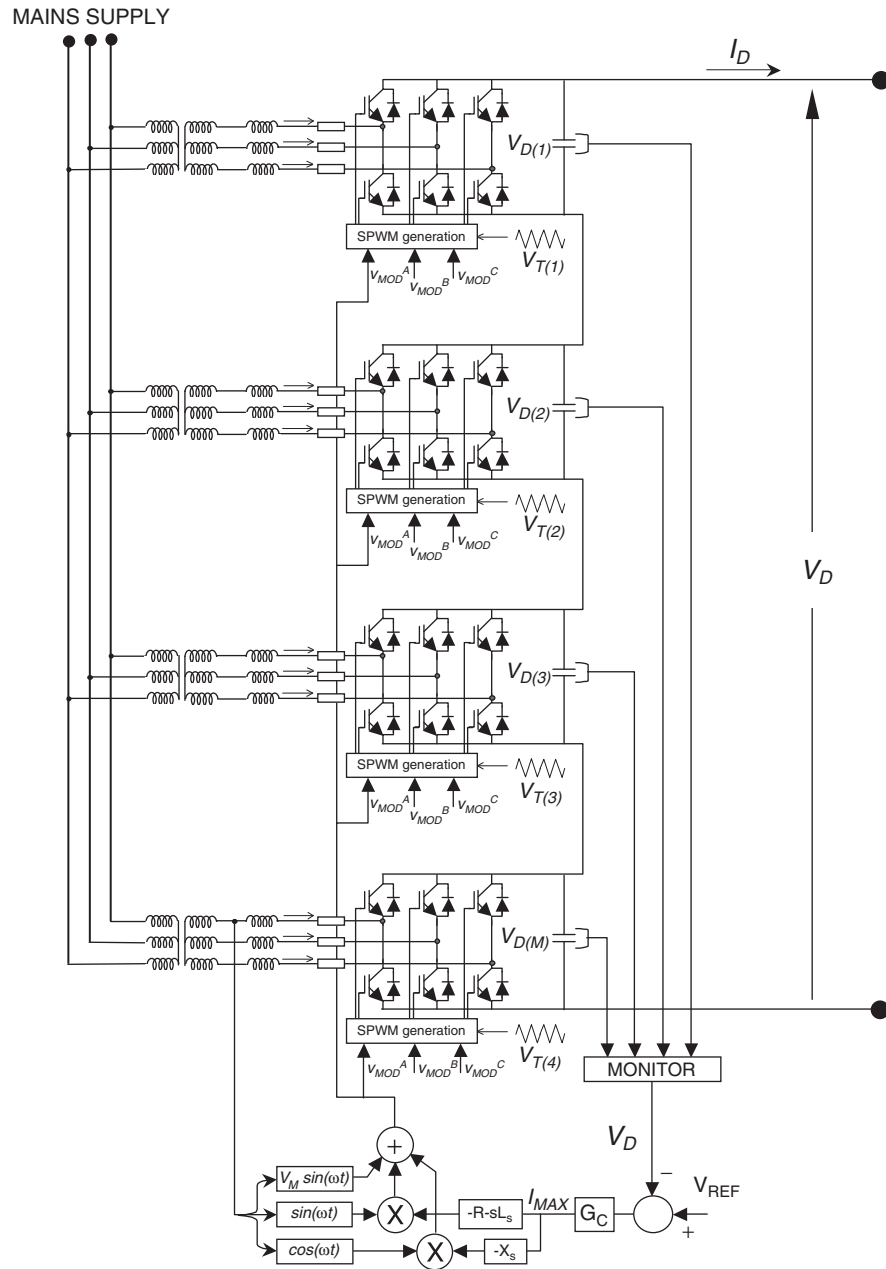 MAINS SUPPLY
I_D
V_D(1)
SPWM generation
V_T(1)
v_MOD^A v_MOD^B v_MOD^C
V_D(2)
SPWM generation
V_T(2)
v_MOD^A v_MOD^B v_MOD^C
V_D
V_D(3)
SPWM generation
V_T(3)
v_MOD^A v_MOD^B v_MOD^C
V_D(M)
SPWM generation
V_T(4)
v_MOD^A v_MOD^B v_MOD^C
MONITOR
V_D
+
V_M sin(ωt)
−
V_REF
+
I_MAX
sin(ωt)
X
-R-sL_s
G_C
cos(ωt)
X
-X_s